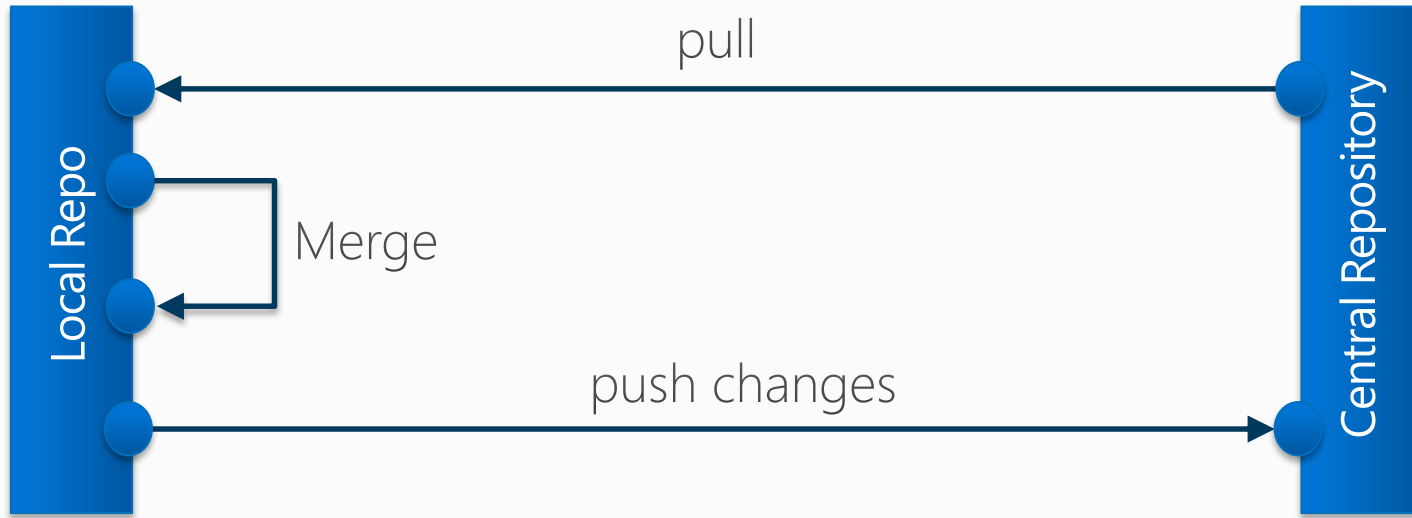 pull
Local Repo
Merge
push changes
Central Repository